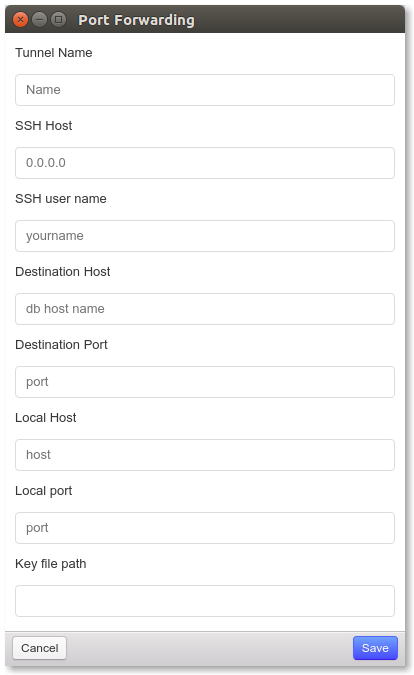 Port Forwarding
Tunnel Name
Name
SSH Host
0.0.0.0
SSH user name
yourname
Destination Host
db host name
Destination Port
port
Local Host
host
Local port
port
Key file path
Cancel Save